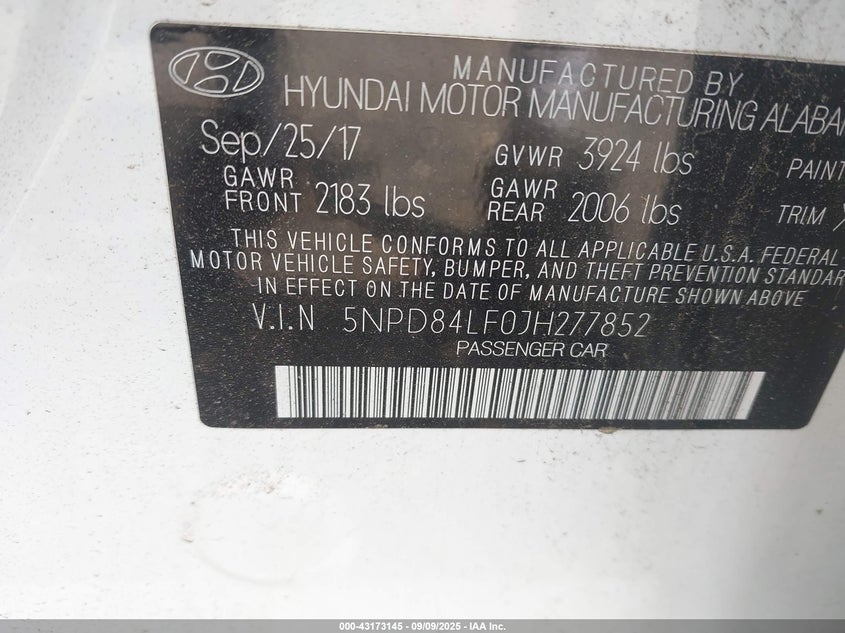 MANUFACTURED BY
HYUNDAI MOTOR MANUFACTURING ALABA
Sep/25/17 GVWR 3924 lbs PAINT
GAWR FRONT 2183 lbs GAWR REAR 2006 lbs TRIM
THIS VEHICLE CONFORMS TO ALL APPLICABLE U.S.A. FEDERAL
MOTOR VEHICLE SAFETY, BUMPER, AND THEFT PREVENTION STANDAR
IN EFFECT ON THE DATE OF MANUFACTURE SHOWN ABOVE
V.I.N 5NPD84LF0JH277852
PASSENGER CAR
000-43173145 - 09/09/2025 - IAA Inc.